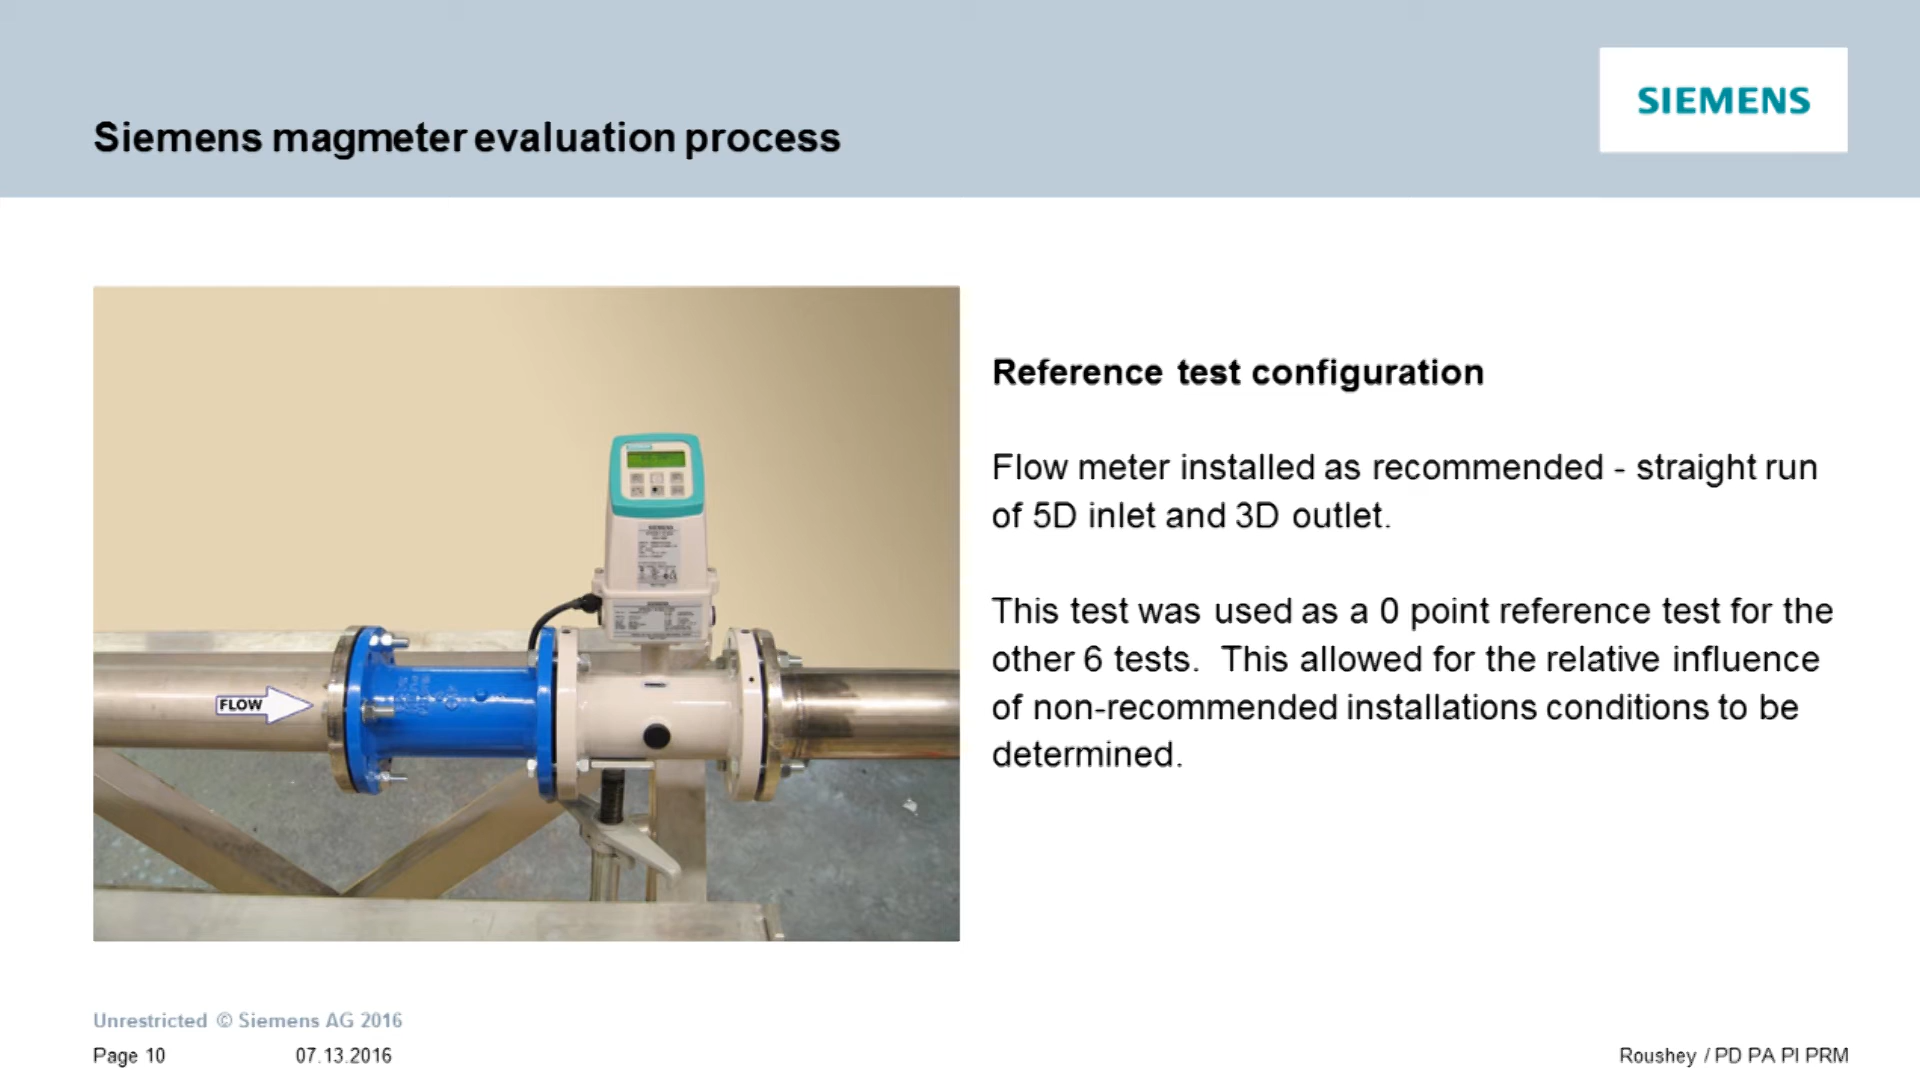 SIEMENS
Siemens magmeter evaluation process
Reference test configuration
Flow meter installed as recommended - straight run
of 5D inlet and 3D outlet.
This test was used as a 0 point reference test for the
other 6 tests.  This allowed for the relative influence
of non-recommended installations conditions to be
determined.
SIEMENS
FLOW
Unrestricted © Siemens AG 2016
Page 10
07.13.2016
Roushey / PD PA PI PRM